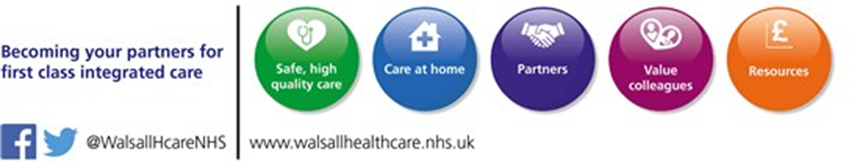 Becoming your partners for
first class integrated care
@WalsallHcareNHS
Safe, high
quality care
Care at home
Partners
Value
colleagues
£
Resources
www.walsallhealthcare.nhs.uk